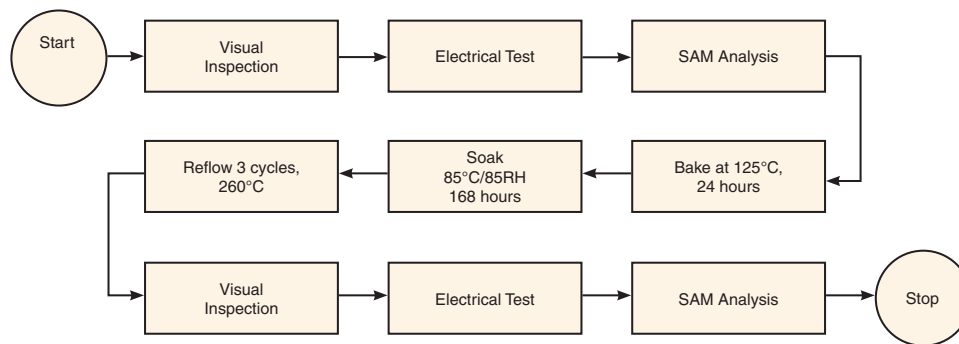 Start
Visual
Inspection
Electrical Test
SAM Analysis
Bake at 125°C,
24 hours
Soak
85°C/85RH
168 hours
Reflow 3 cycles,
260°C
Visual
Inspection
Electrical Test
SAM Analysis
Stop